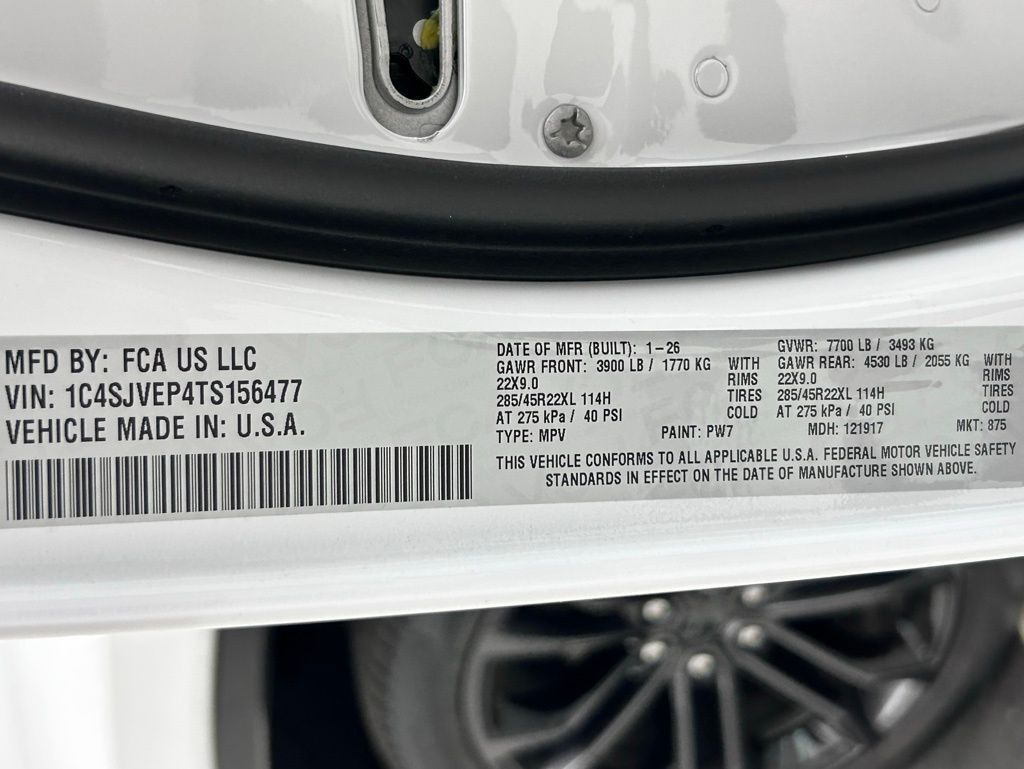 MFD BY: FCA US LLC
VIN: 1C4SJVEP4TS156477
VEHICLE MADE IN: U.S.A.
DATE OF MFR (BUILT): 1-26
GAWR FRONT: 3900 LB / 1770 KG WITH
22X9.0 RIMS
285/45R22XL 114H TIRES
AT 275 kPa / 40 PSI COLD
GVWR: 7700 LB / 3493 KG
GAWR REAR: 4530 LB / 2055 KG WITH
22X9.0 RIMS
285/45R22XL 114H TIRES
AT 275 kPa / 40 PSI COLD
TYPE: MPV PAINT: PW7 MDH: 121917 MKT: 875
THIS VEHICLE CONFORMS TO ALL APPLICABLE U.S.A. FEDERAL MOTOR VEHICLE SAFETY
STANDARDS IN EFFECT ON THE DATE OF MANUFACTURE SHOWN ABOVE.